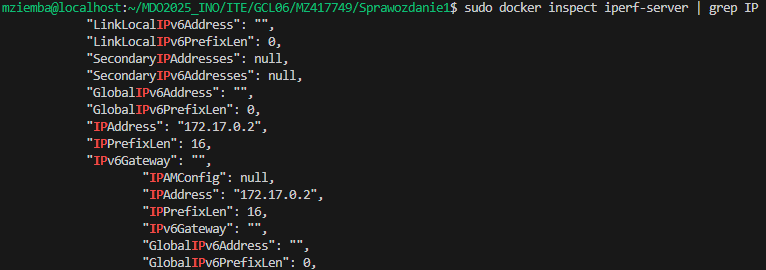 mziemba@localhost:~/MDO2025_INO/ITE/GCL06/MZ417749/Sprawozdanie1$ sudo docker inspect iperf-server | grep IP
"LinkLocalIPv6Address": "",
"LinkLocalIPv6PrefixLen": 0,
"SecondaryIPAddresses": null,
"SecondaryIPv6Addresses": null,
"GlobalIPv6Address": "",
"GlobalIPv6PrefixLen": 0,
"IPAddress": "172.17.0.2",
"IPPrefixLen": 16,
"IPv6Gateway": "",
"IPAMConfig": null,
"IPAddress": "172.17.0.2",
"IPPrefixLen": 16,
"IPv6Gateway": "",
"GlobalIPv6Address": "",
"GlobalIPv6PrefixLen": 0,